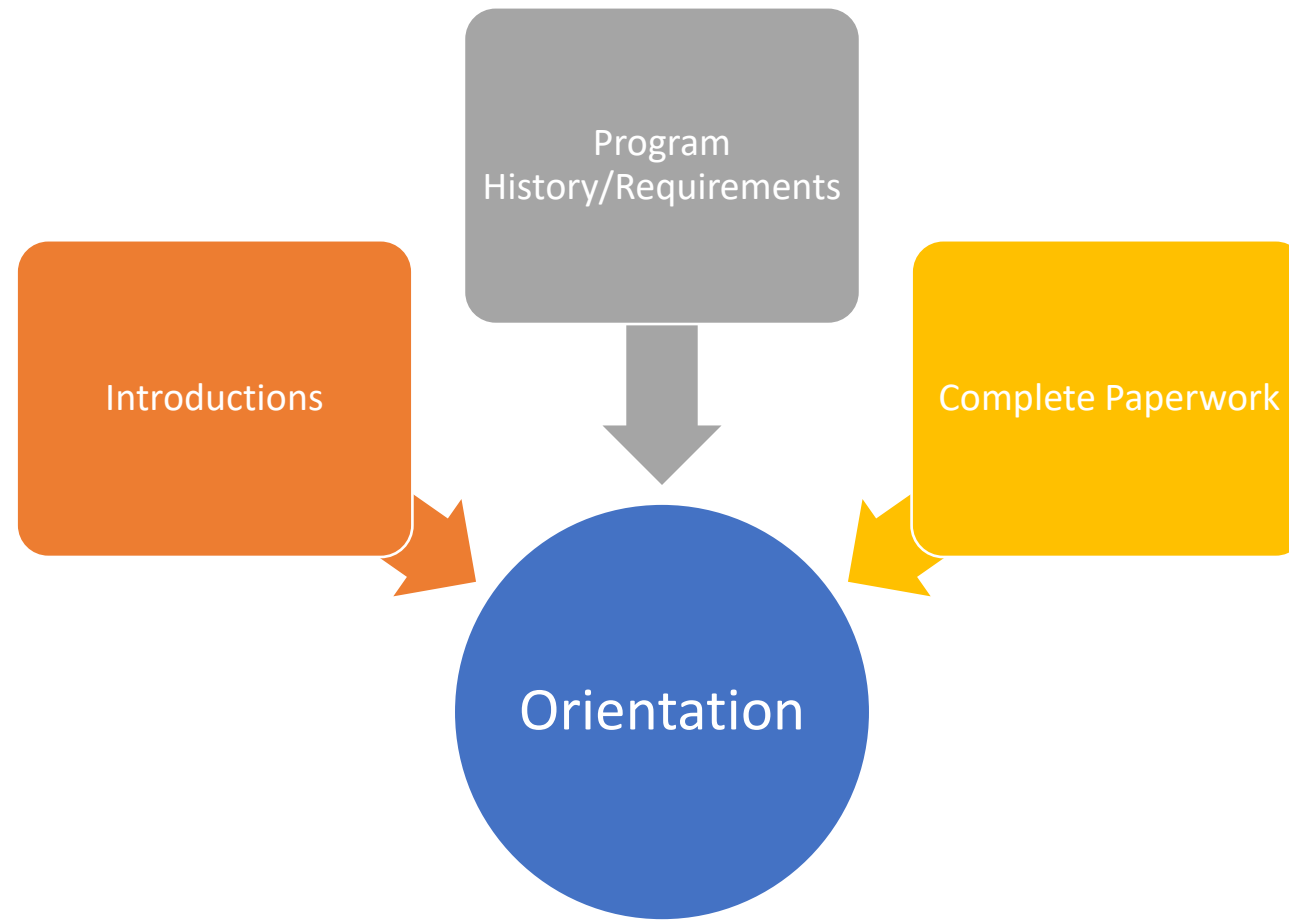 Program
History/Requirements
Introductions
Complete Paperwork
Orientation